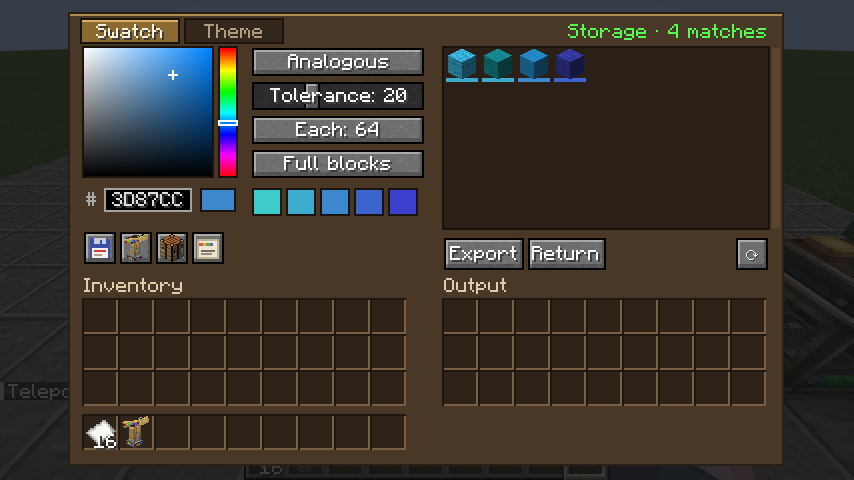 Swatch
Theme
Storage · 4 matches
Analogous
Tolerance: 20
Each: 64
Full blocks
# 3D87CC
Export
Return
Inventory
Output
Telepo
16
16